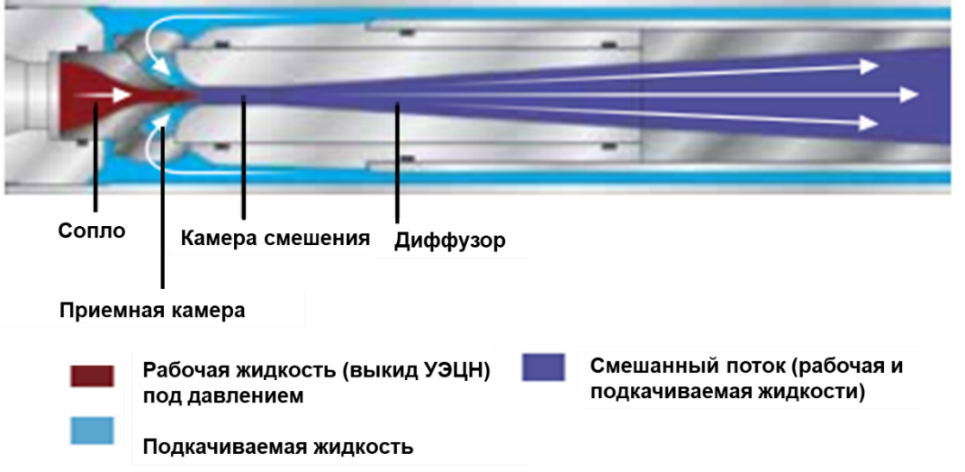 Сопло
Камера смешения
Диффузор
Приемная камера
Рабочая жидкость (выкид УЭЦН)
под давлением
Смешанный поток (рабочая и
подкачиваемая жидкости)
Подкачиваемая жидкость